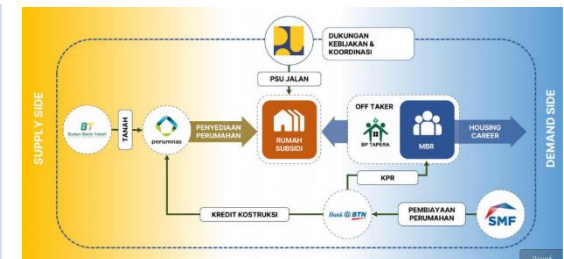 DUKUNGAN
KEBIJAKAN &
KOORDINASI
PSU JALAN
SUPPLY SIDE
BT
Badan Bank Tanah
TANAH
perumnas
PENYEDIAAN
PERUMAHAN
RUMAH
SUBSIDI
OFF TAKER
BP TAPERA
MBR
HOUSING
CAREER
DEMAND SIDE
KPR
KREDIT KOSTRUKSI
Bank BTN
PEMBIAYAAN
PERUMAHAN
SMF